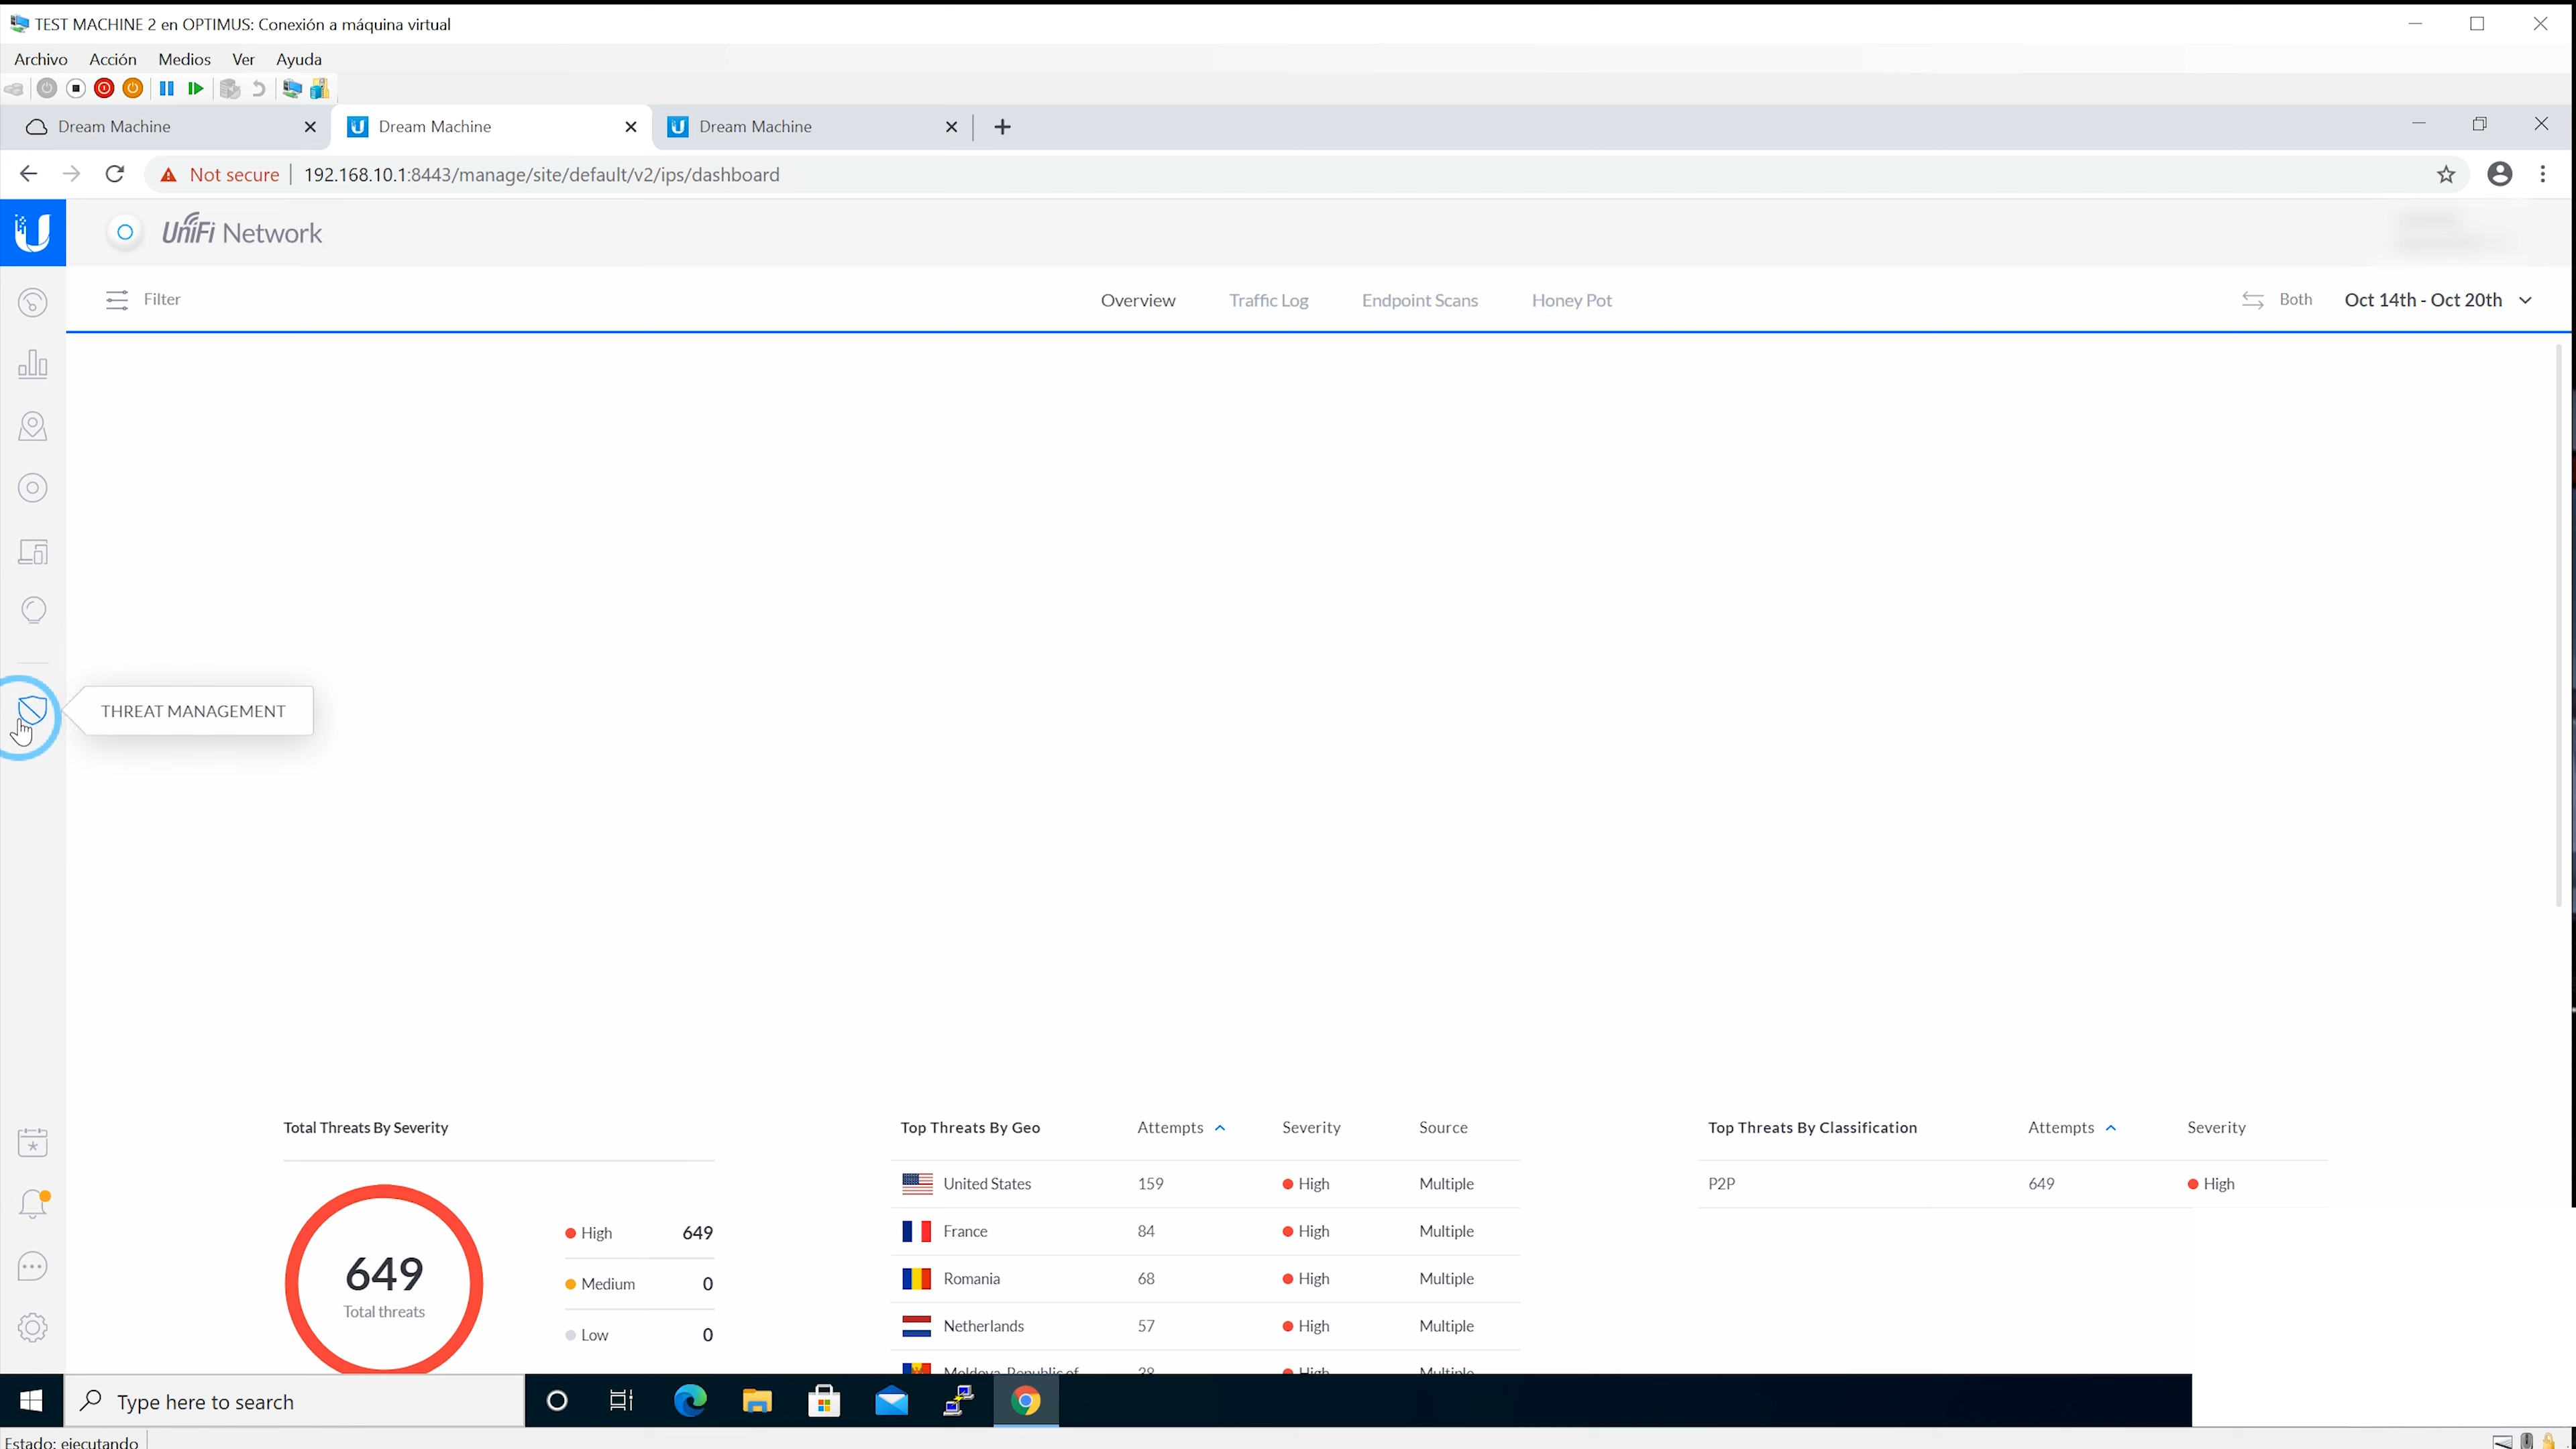 TEST MACHINE 2 en OPTIMUS: Conexión a máquina virtual
Archivo Acción Medios Ver Ayuda
Dream Machine Dream Machine Dream Machine
Not secure 192.168.10.1:8443/manage/site/default/v2/ips/dashboard
UniFi Network
Filter Overview Traffic Log Endpoint Scans Honey Pot Both Oct 14th - Oct 20th
THREAT MANAGEMENT
Total Threats By Severity
649
Total threats
High 649
Medium 0
Low 0
Top Threats By Geo Attempts Severity Source
United States 159 High Multiple
France 84 High Multiple
Romania 68 High Multiple
Netherlands 57 High Multiple
Moldova, Republic of High Multiple
Top Threats By Classification Attempts Severity
P2P 649 High
Type here to search
Estado: ejecutando